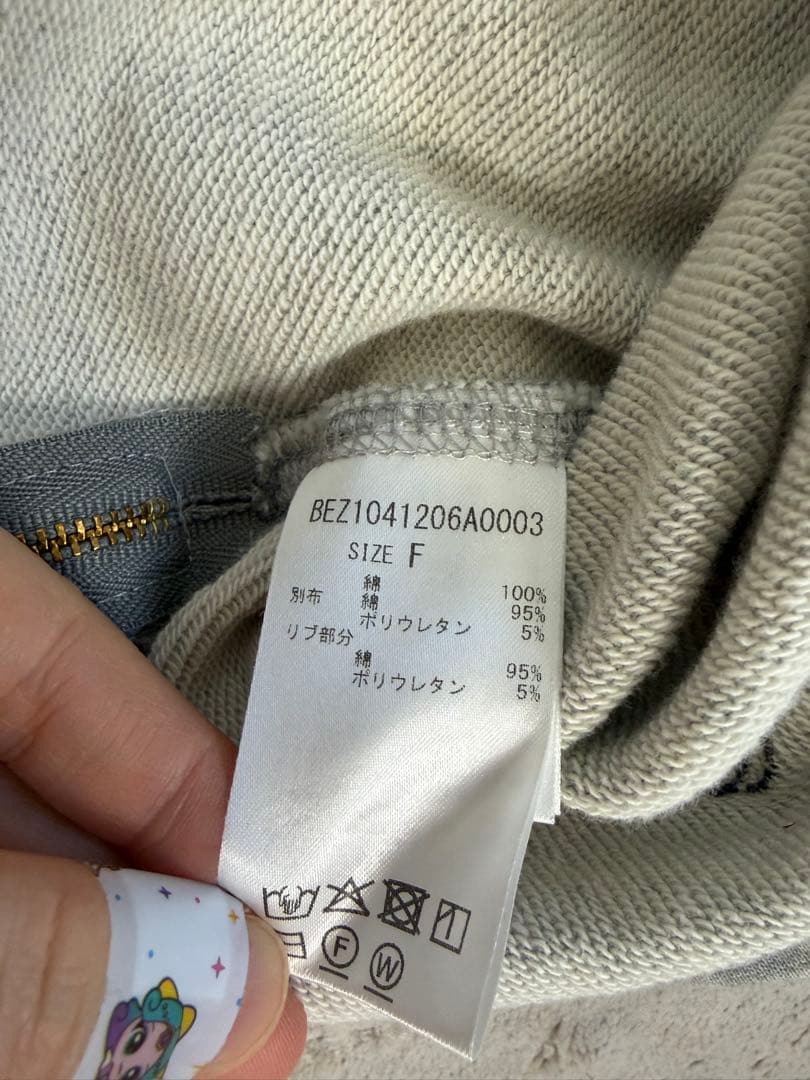 BEZ1041206A0003
SIZE F
綿 100%
別布 綿 95%
ポリウレタン 5%
リブ部分
綿 95%
ポリウレタン 5%
F W